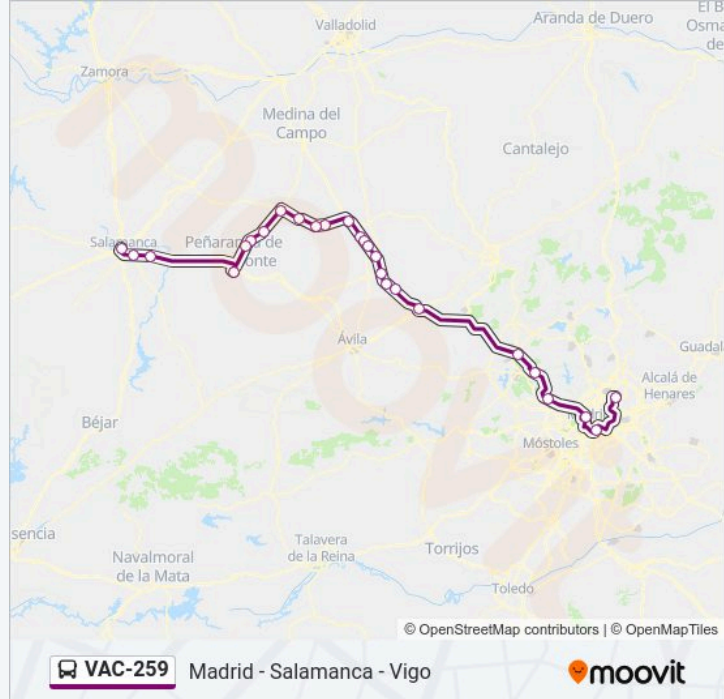 El B
Aranda de Duero
Osma
de
Valladolid
Zamora
Medina del
Campo
Cantalejo
Salamanca
Peñaranda de
onte
Ávila
Guadal
Alcalá de
Henares
Madrid
Móstoles
Béjar
sencia
Talavera
de la Reina
Torrijos
Navalmoral
de la Mata
Toledo
© OpenStreetMap contributors | © OpenMapTiles
VAC-259 Madrid - Salamanca - Vigo
moovit
moovit